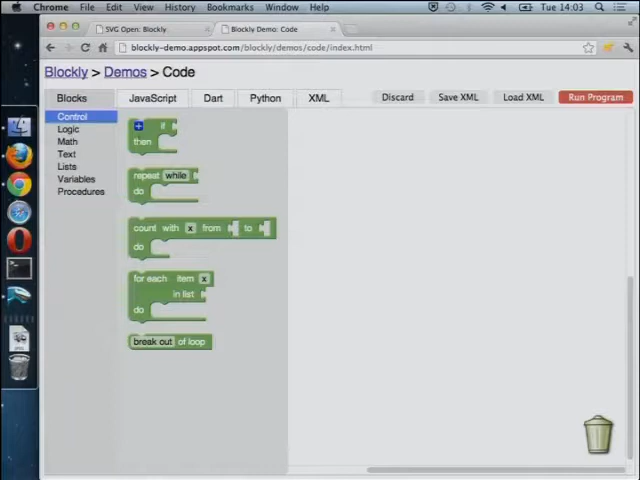 Chrome File Edit View History Bookmarks Window Help Tue 14:03
SVG Open: Blockly
Blockly Demo: Code
blockly-demo.appspot.com/blockly/demos/code/index.html
Blockly > Demos > Code
Blocks JavaScript Dart Python XML Discard Save XML Load XML Run Program
Control
Logic
Math
Text
Lists
Variables
Procedures
if
then
repeat while
do
count with x from to
do
for each item x
in list
do
break out of loop